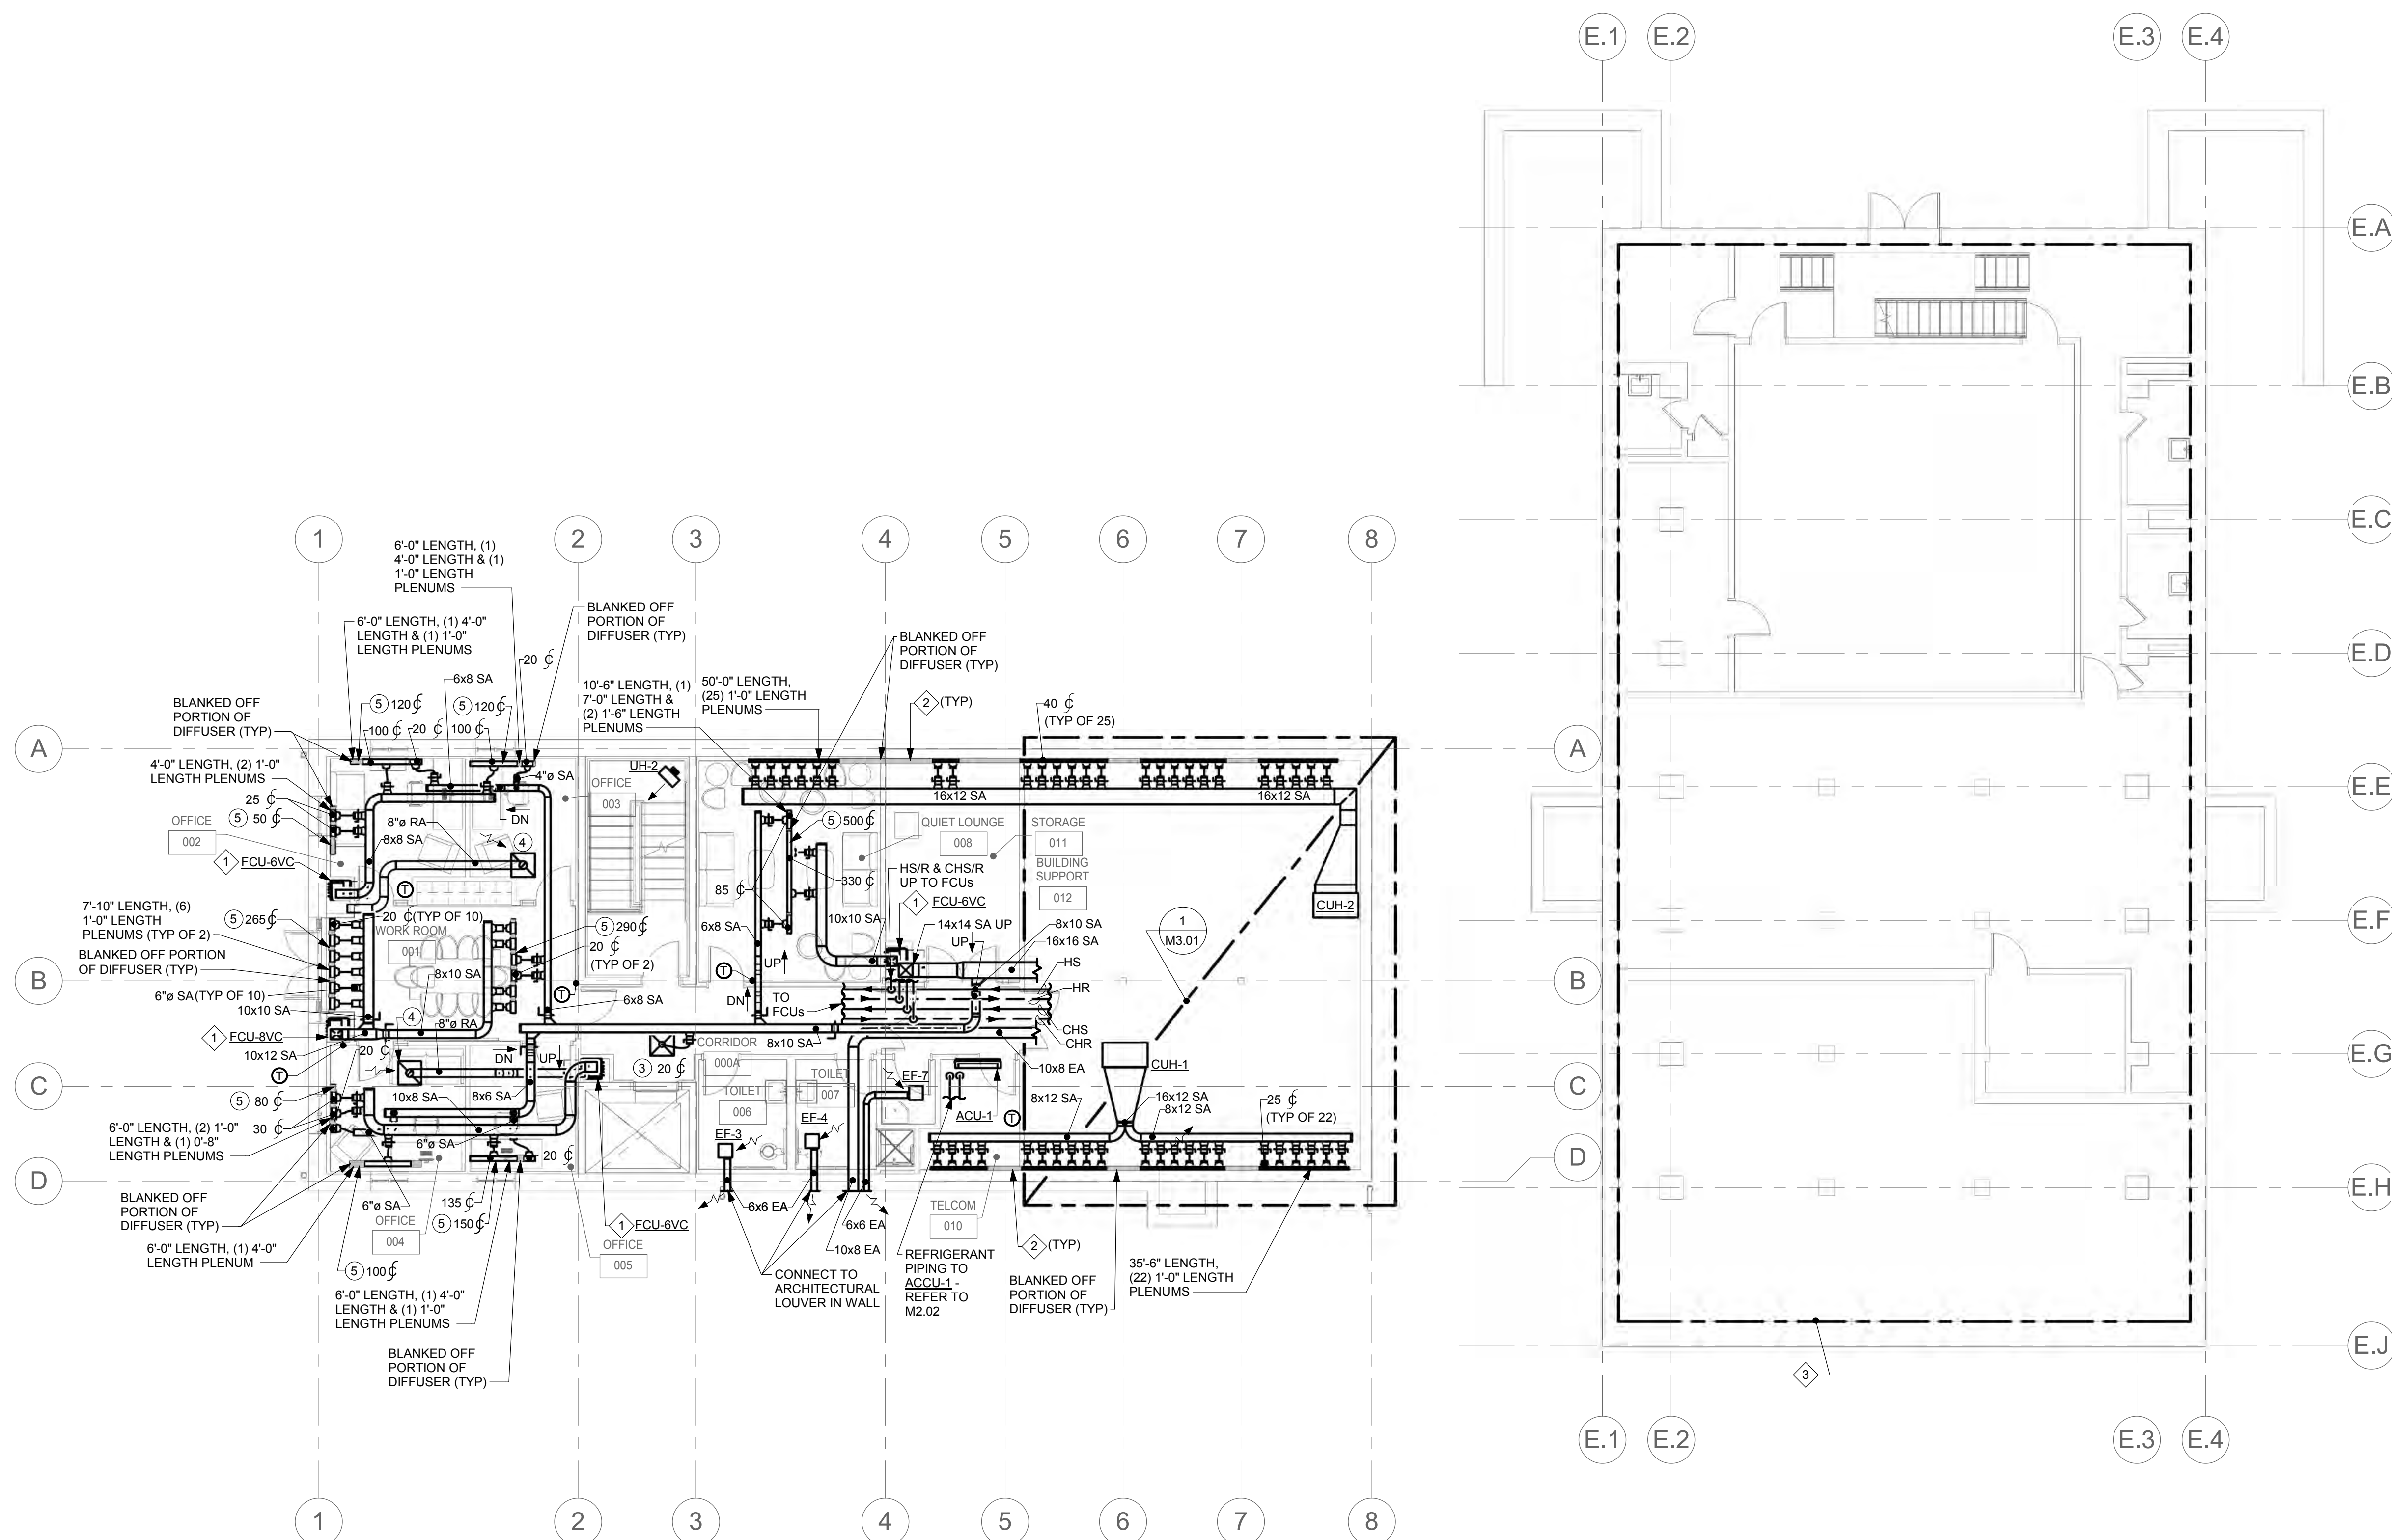 E.1
E.2
E.3
E.4
E.A
E.B
E.C
E.D
E.E
E.F
E.G
E.H
E.J
1
2
3
4
5
6
7
8
6'-0" LENGTH, (1)
4'-0" LENGTH & (1)
1'-0" LENGTH
PLENUMS
BLANKED OFF
PORTION OF
DIFFUSER (TYP)
6'-0" LENGTH, (1) 4'-0"
LENGTH & (1) 1'-0"
LENGTH PLENUMS
20
6x8 SA
BLANKED OFF
PORTION OF
DIFFUSER (TYP)
10'-6" LENGTH, (1)
7'-0" LENGTH &
(2) 1'-6" LENGTH
PLENUMS
50'-0" LENGTH,
(25) 1'-0" LENGTH
PLENUMS
2 (TYP)
40
(TYP OF 25)
BLANKED OFF
PORTION OF
DIFFUSER (TYP)
5 120
5 120
100
20
100
A
A
4'-0" LENGTH, (2) 1'-0"
LENGTH PLENUMS
UH-2
4"ø SA
OFFICE
003
25
5 50
DN
16x12 SA
16x12 SA
OFFICE
002
8"ø RA
4
8x8 SA
5 500
QUIET LOUNGE
008
STORAGE
011
BUILDING
SUPPORT
012
1 FCU-6VC
T
85
330
HS/R & CHS/R
UP TO FCUs
1 FCU-6VC
CUH-2
7'-10" LENGTH, (6)
1'-0" LENGTH
PLENUMS (TYP OF 2)
5 265
20 (TYP OF 10)
WORK ROOM
001
5 290
20
(TYP OF 2)
6x8 SA
10x10 SA
14x14 SA UP
UP
8x10 SA
16x16 SA
1
M3.01
BLANKED OFF PORTION
OF DIFFUSER (TYP)
8x10 SA
UP
T
HS
HR
B
B
6"ø SA (TYP OF 10)
T
6x8 SA
DN
TO
FCUs
10x10 SA
4
8"ø RA
CHS
CHR
1 FCU-8VC
10x12 SA
20
DN
UP
CORRIDOR
000A
8x10 SA
T
3 20
10x8 EA
CUH-1
C
C
TOILET
006
TOILET
007
EF-7
5 80
10x8 SA
8x6 SA
ACU-1
T
8x12 SA
16x12 SA
8x12 SA
25
(TYP OF 22)
30
6'-0" LENGTH, (2) 1'-0"
LENGTH & (1) 0'-8"
LENGTH PLENUMS
6"ø SA
EF-3
EF-4
20
D
D
BLANKED OFF
PORTION OF
DIFFUSER (TYP)
6"ø SA
135
5 150
OFFICE
004
1 FCU-6VC
OFFICE
005
6x6 EA
6x6 EA
10x8 EA
TELCOM
010
2 (TYP)
6'-0" LENGTH, (1) 4'-0"
LENGTH PLENUM
5 100
CONNECT TO
ARCHITECTURAL
LOUVER IN WALL
REFRIGERANT
PIPING TO
ACCU-1 -
REFER TO
M2.02
BLANKED OFF
PORTION OF
DIFFUSER (TYP)
35'-6" LENGTH,
(22) 1'-0" LENGTH
PLENUMS
6'-0" LENGTH, (1) 4'-0"
LENGTH & (1) 1'-0"
LENGTH PLENUMS
BLANKED OFF
PORTION OF
DIFFUSER (TYP)
3
E.1
E.2
E.3
E.4
1
2
3
4
5
6
7
8